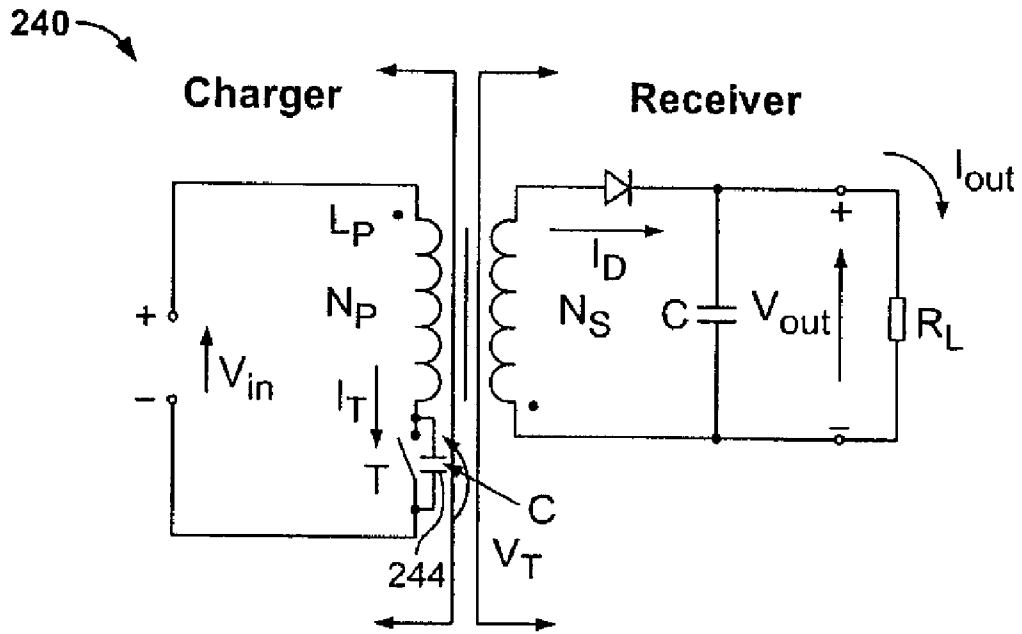 240
Charger
Receiver
I_out
L_P
N_P
I_D
N_S
C
V_out
R_L
+
-
V_in
I_T
T
C
244
V_T
+
-